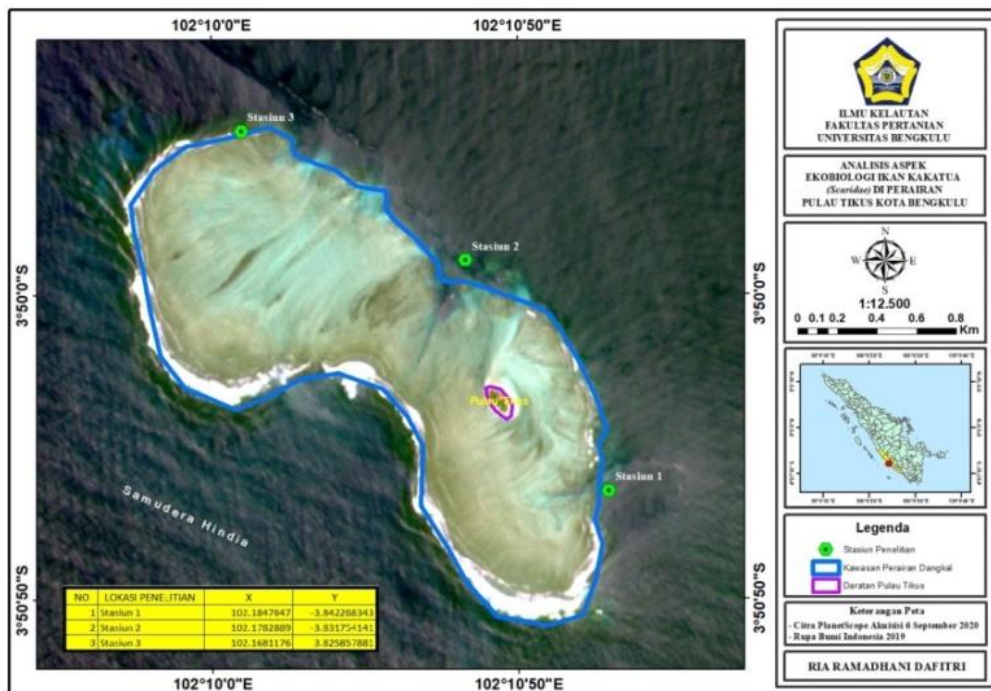 102°10'0"E
102°10'50"E
3°50'0"S
3°50'50"S
Stasiun 3
Stasiun 2
Pulau Tikus
Stasiun 1
Samudera Hindia
NO LOKASI PENELITIAN X Y
1 Stasiun 1 102.1847647 -3.842268343
2 Stasiun 2 102.1782889 -3.831754141
3 Stasiun 3 102.1681176 3.825857881
3°50'0"S
3°50'50"S
102°10'0"E
102°10'50"E
ILMU KELAUTAN
FAKULTAS PERTANIAN
UNIVERSITAS BENGKULU
ANALISIS ASPEK
EKOBIOLOGI IKAN KAKATUA
(Scaridae) DI PERAIRAN
PULAU TIKUS KOTA BENGKULU
N
W E
S
1:12.500
0 0.1 0.2 0.4 0.6 0.8
Km
Legenda
Stasiun Penelitian
Kawasan Perairan Dangkal
Daratan Pulau Tikus
Keterangan Peta
- Citra PlanetScope Akuisisi 6 September 2020
- Rupa Bumi Indonesia 2019
RIA RAMADHANI DAFITRI